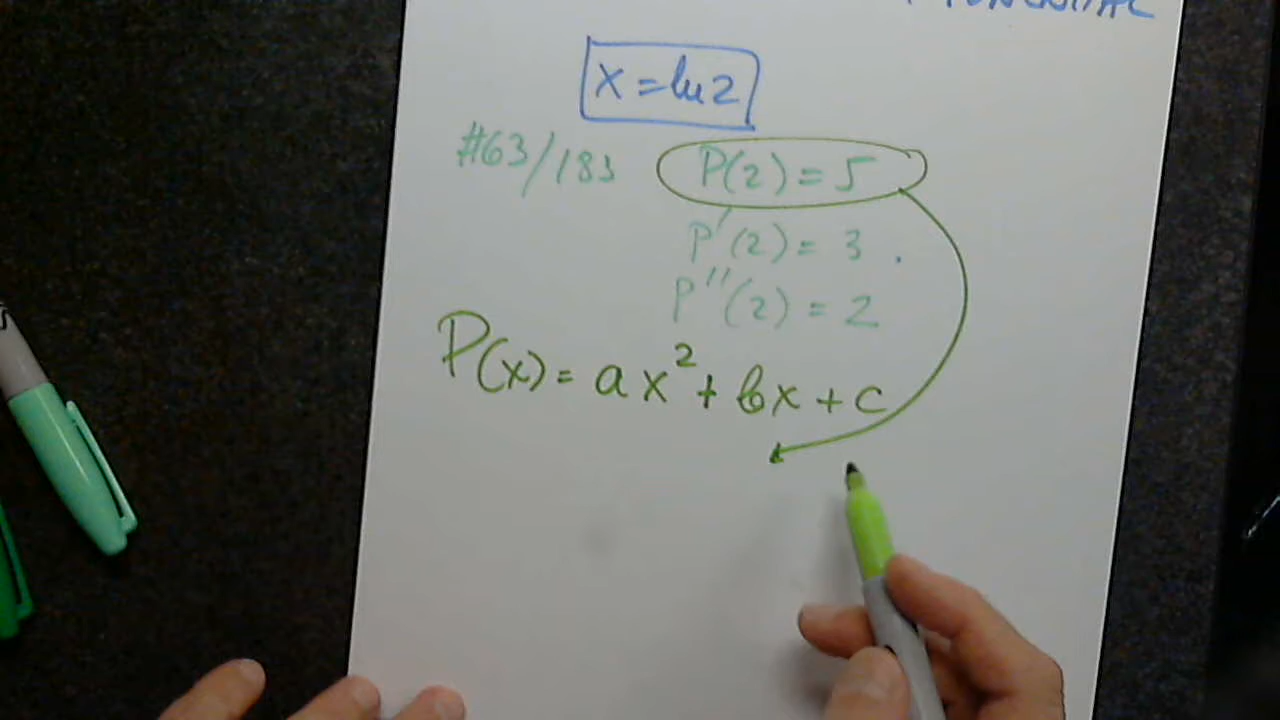 x = ln 2
#63/183 P(2) = 5
P'(2) = 3 .
P''(2) = 2
P(x) = ax² + bx + c